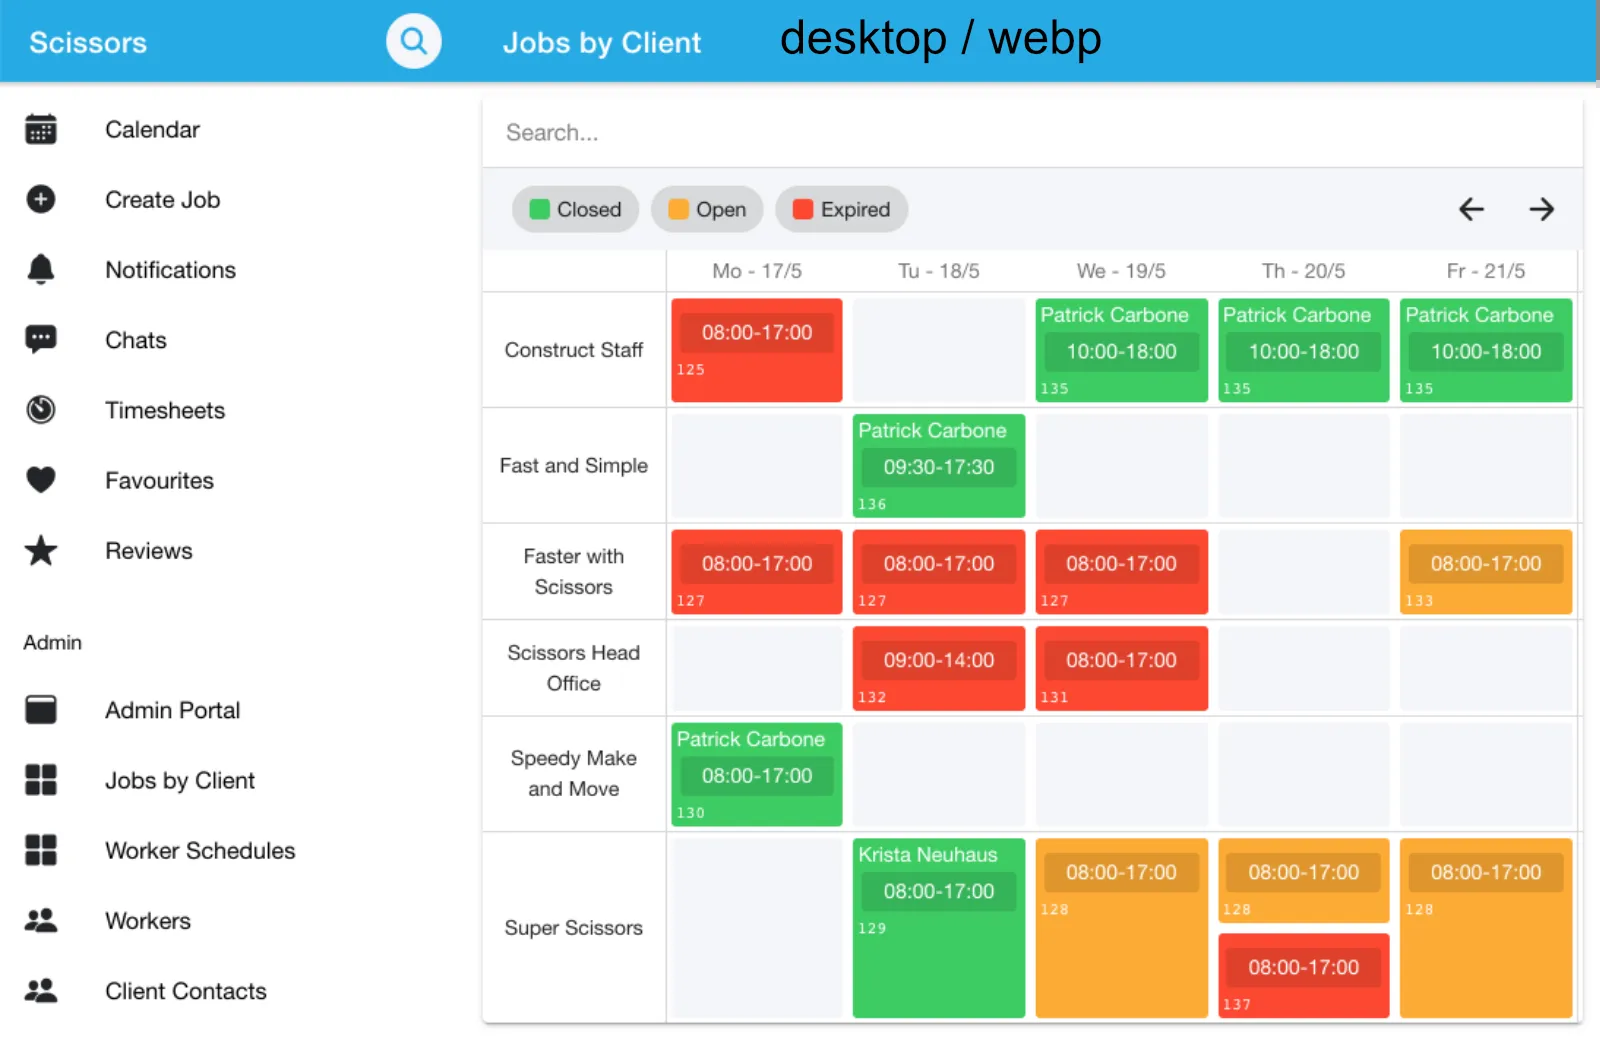 Scissors
Jobs by Client
desktop / webp
Calendar
Create Job
Notifications
Chats
Timesheets
Favourites
Reviews
Admin
Admin Portal
Jobs by Client
Worker Schedules
Workers
Client Contacts
Search...
Closed Open Expired
Mo - 17/5 Tu - 18/5 We - 19/5 Th - 20/5 Fr - 21/5
Construct Staff
08:00-17:00
125
Patrick Carbone
10:00-18:00
135
Patrick Carbone
10:00-18:00
135
Patrick Carbone
10:00-18:00
135
Fast and Simple
Patrick Carbone
09:30-17:30
136
Faster with
Scissors
08:00-17:00
127
08:00-17:00
127
08:00-17:00
127
08:00-17:00
133
Scissors Head
Office
09:00-14:00
132
08:00-17:00
131
Speedy Make
and Move
Patrick Carbone
08:00-17:00
130
Super Scissors
Krista Neuhaus
08:00-17:00
129
08:00-17:00
128
08:00-17:00
128
08:00-17:00
137
08:00-17:00
128